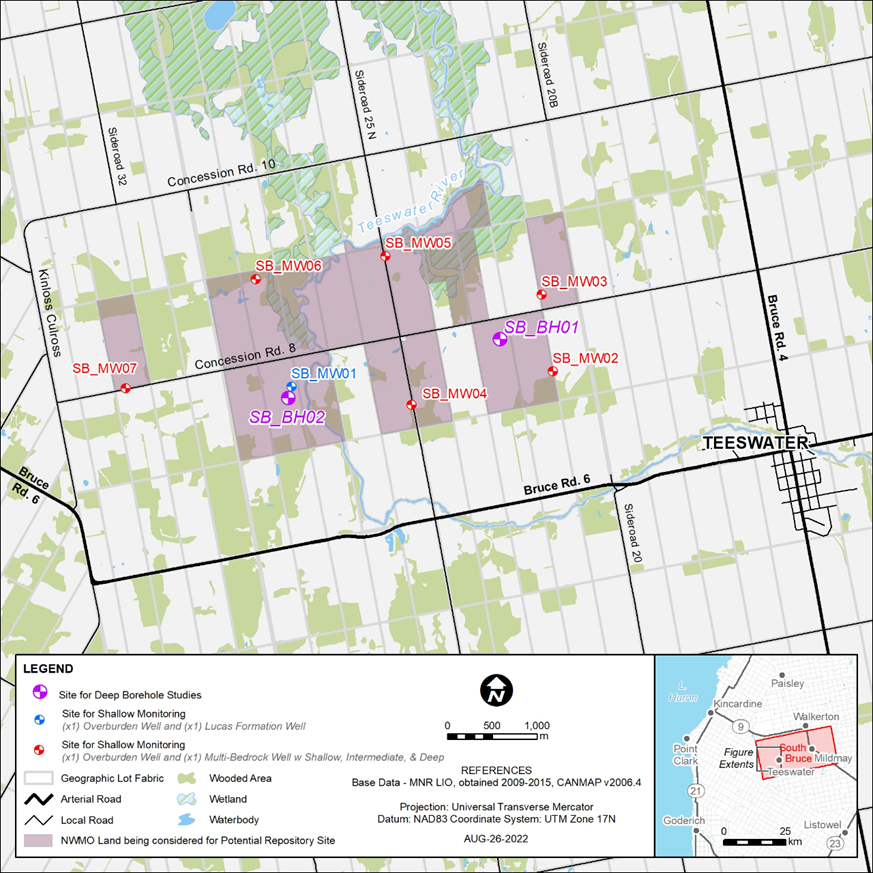 Sideroad 20B
Sideroad 25 N
Sideroad 32
Concession Rd. 10
Teeswater River
SB_MW05
SB_MW06
SB_MW03
Kinloss Culross
Bruce Rd. 4
SB_BH01
Concession Rd. 8
SB_MW02
SB_MW07
SB_MW01
SB_MW04
SB_BH02
TEESWATER
Bruce
Rd. 6
Bruce Rd. 6
Sideroad 20
LEGEND
Site for Deep Borehole Studies
Site for Shallow Monitoring
(x1) Overburden Well and (x1) Lucas Formation Well
Site for Shallow Monitoring
(x1) Overburden Well and (x1) Multi-Bedrock Well w Shallow, Intermediate, & Deep
Geographic Lot Fabric
Wooded Area
Arterial Road
Wetland
Local Road
Waterbody
NWMO Land being considered for Potential Repository Site
N
0 500 1,000
m
REFERENCES
Base Data - MNR LIO, obtained 2009-2015, CANMAP v2006.4
Projection: Universal Transverse Mercator
Datum: NAD83 Coordinate System: UTM Zone 17N
AUG-26-2022
L.
Huron
Paisley
Kincardine
9
Walkerton
Point
Clark
Figure
Extents
South
Bruce
Mildmay
Teeswater
21
Goderich
Listowel
0 25
km
23